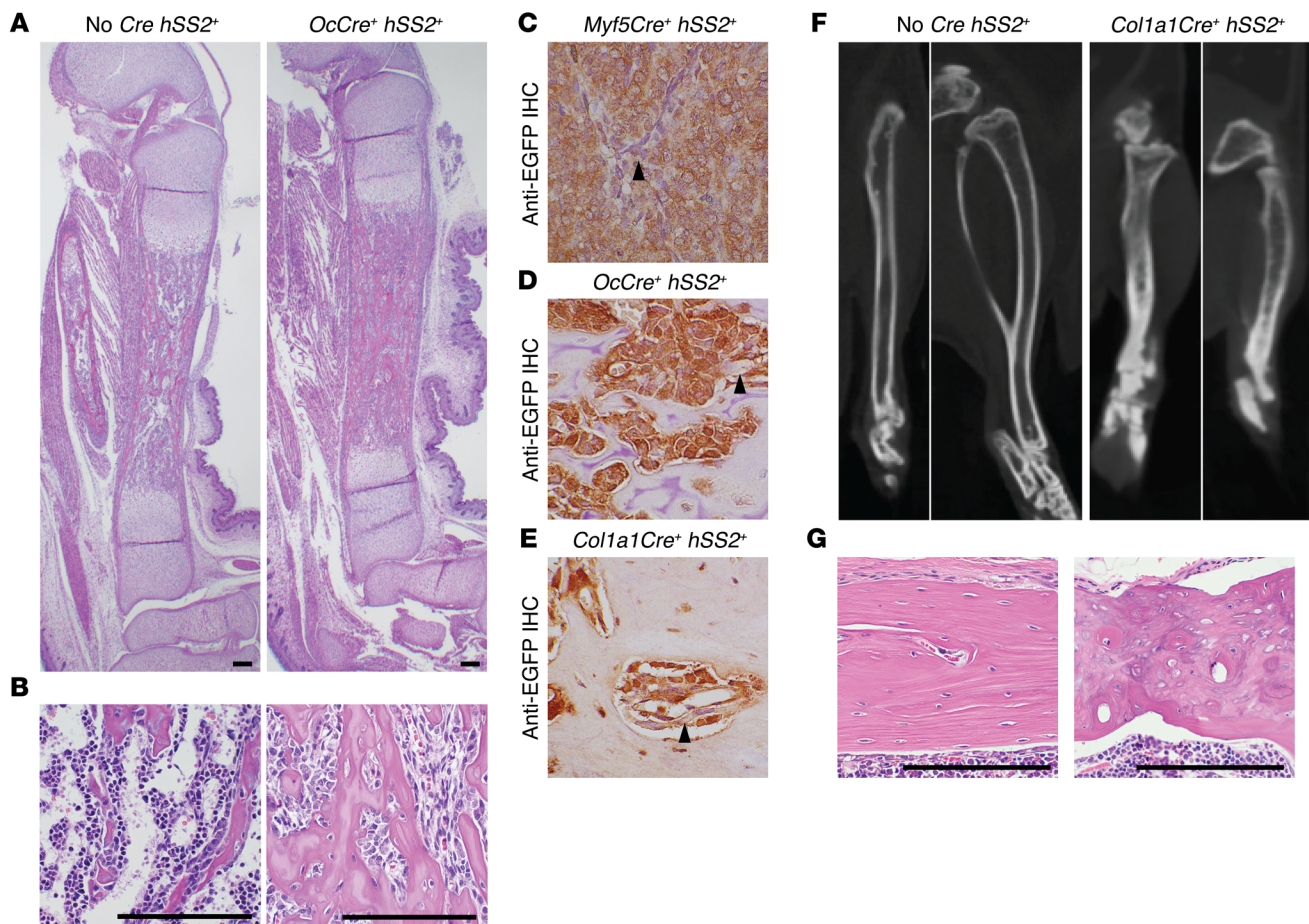 A
No Cre hSS2+
OcCre+ hSS2+
B
C
Myf5Cre+ hSS2+
Anti-EGFP IHC
D
OcCre+ hSS2+
Anti-EGFP IHC
E
Col1a1Cre+ hSS2+
Anti-EGFP IHC
F
No Cre hSS2+
Col1a1Cre+ hSS2+
G